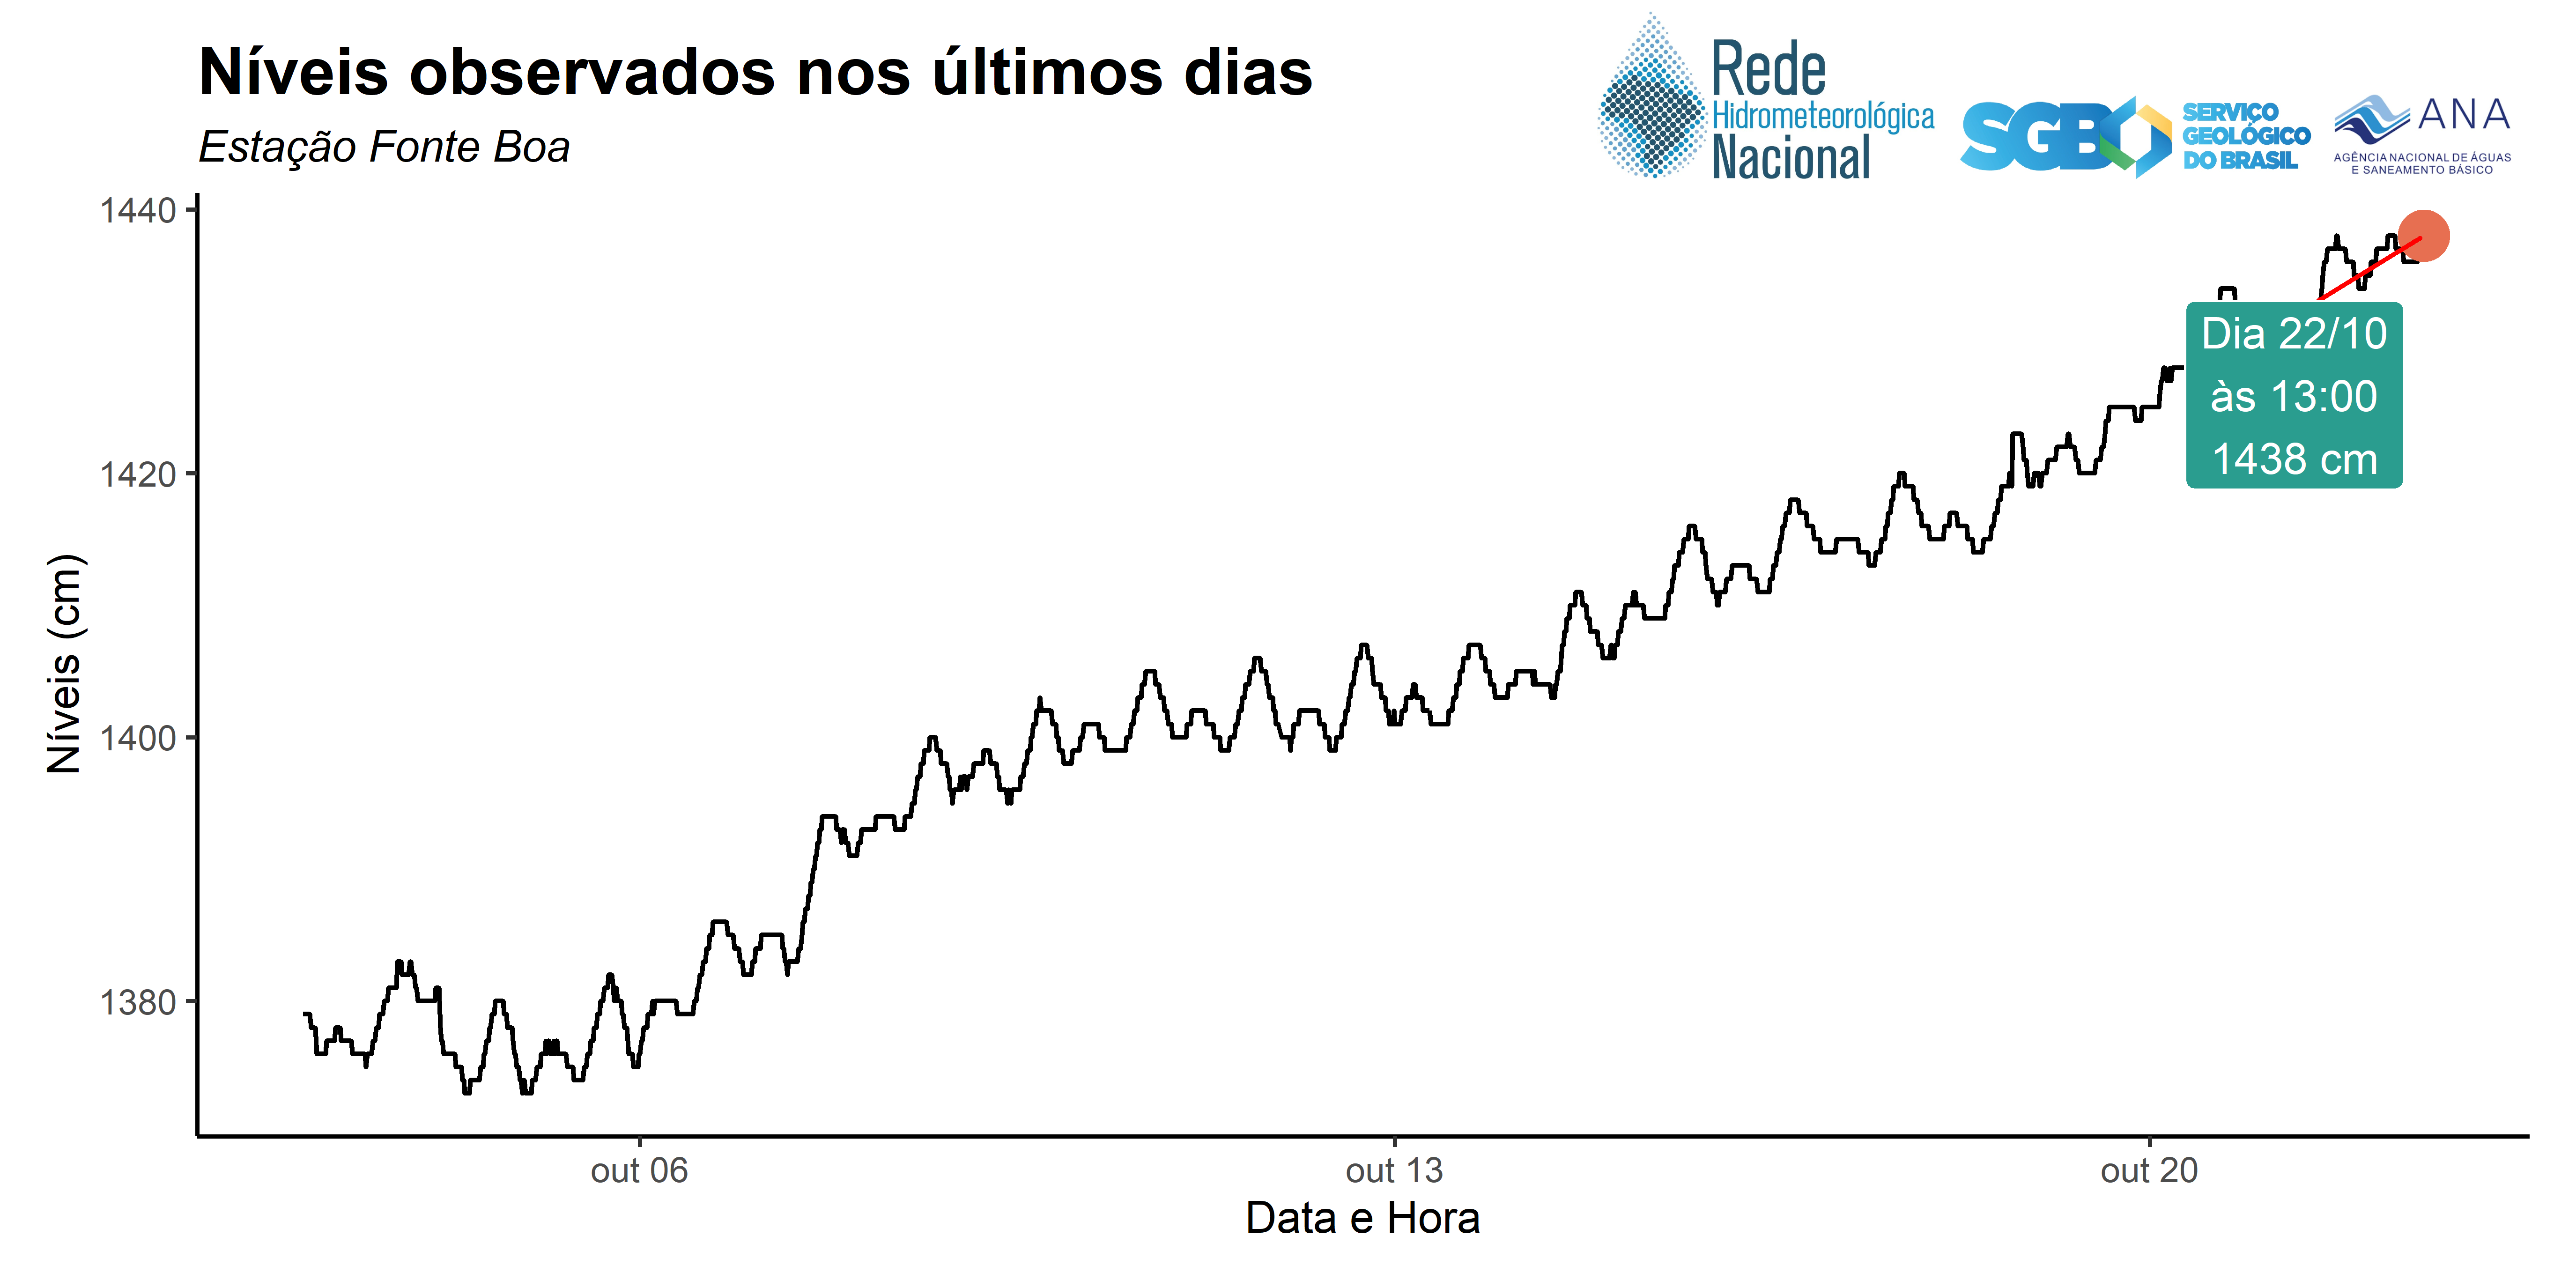 Níveis observados nos últimos dias
Estação Fonte Boa
Rede
Hidrometeorológica
Nacional
SGB
SERVIÇO
GEOLÓGICO
DO BRASIL
ANA
AGÊNCIA NACIONAL DE ÁGUAS
E SANEAMENTO BÁSICO
1440
1420
1400
1380
Níveis (cm)
Dia 22/10
às 13:00
1438 cm
out 06
out 13
out 20
Data e Hora